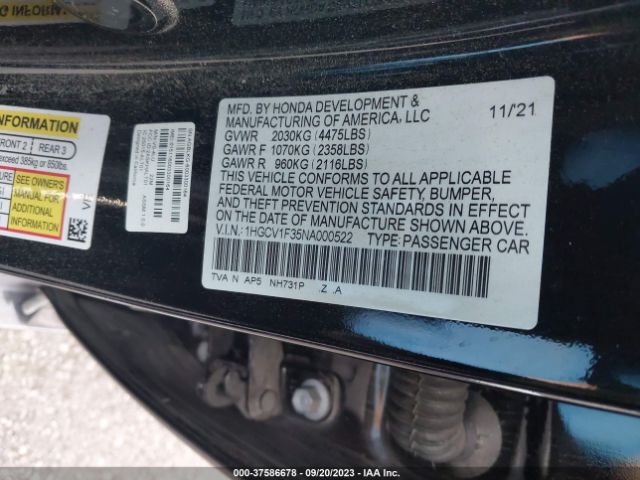 MFD. BY HONDA DEVELOPMENT &
MANUFACTURING OF AMERICA, LLC 11/21
GVWR 2030KG (4475LBS)
GAWR F 1070KG (2358LBS)
GAWR R 960KG (2116LBS)
THIS VEHICLE CONFORMS TO ALL APPLICABLE
FEDERAL MOTOR VEHICLE SAFETY, BUMPER,
AND THEFT PREVENTION STANDARDS IN EFFECT
ON THE DATE OF MANUFACTURE SHOWN ABOVE.
V.I.N.: 1HGCV1F35NA000522 TYPE: PASSENGER CAR
TVA N AP5 NH731P Z .A
INFORMATION
FRONT 2 REAR 3
exceed 385kg or 850lbs.
SEE OWNER'S
MANUAL FOR
ADDITIONAL
INFORMATION
000-37586678 - 09/20/2023 - IAA Inc.